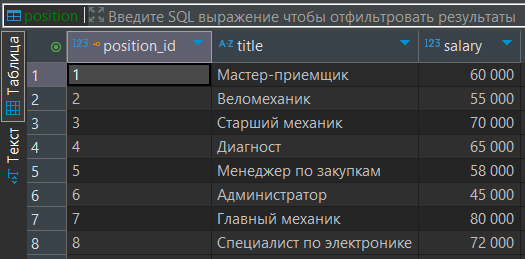 position Введите SQL выражение чтобы отфильтровать результаты
123 position_id A-Z title 123 salary
1 1 Мастер-приемщик 60 000
2 2 Веломеханик 55 000
3 3 Старший механик 70 000
4 4 Диагност 65 000
5 5 Менеджер по закупкам 58 000
6 6 Администратор 45 000
7 7 Главный механик 80 000
8 8 Специалист по электронике 72 000
Таблица
Текст